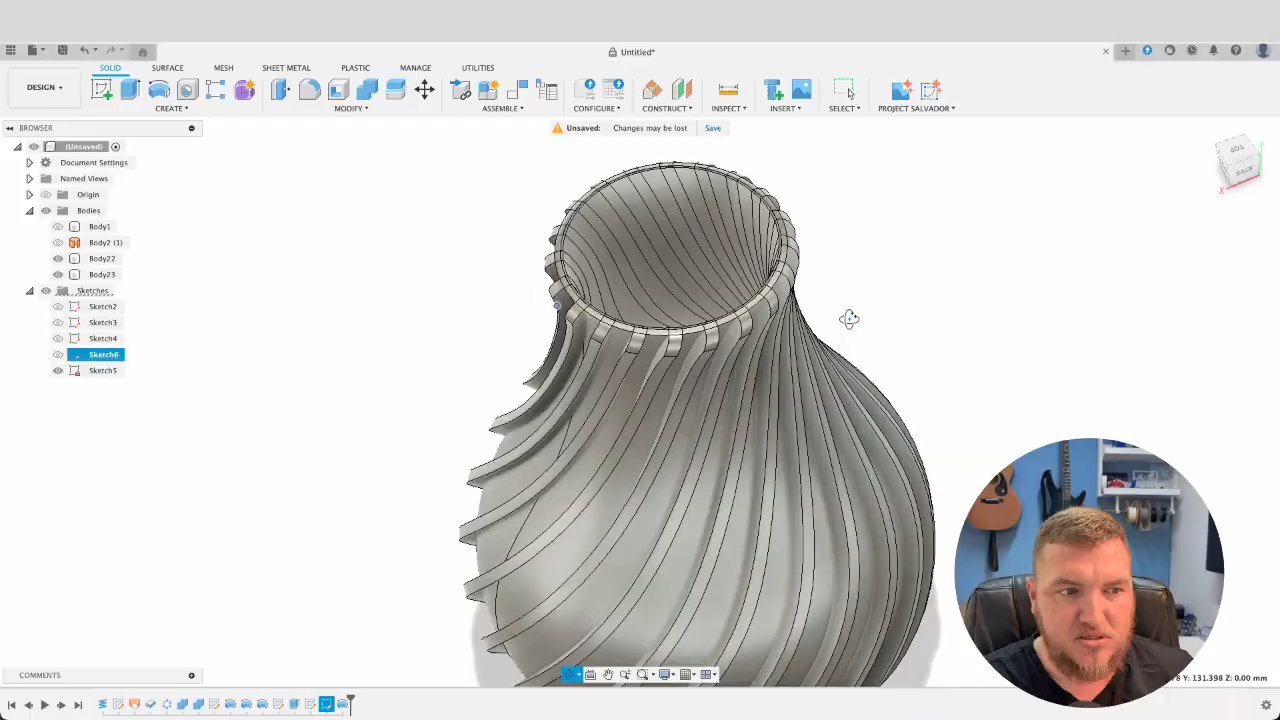 Untitled*
DESIGN
SOLID SURFACE MESH SHEET METAL PLASTIC MANAGE UTILITIES
CREATE MODIFY ASSEMBLE CONFIGURE CONSTRUCT INSPECT INSERT SELECT PROJECT SALVADOR
BROWSER
Unsaved: Changes may be lost Save
(Unsaved)
Document Settings
Named Views
Origin
Bodies
Body1
Body2 (1)
Body22
Body23
Sketches
Sketch2
Sketch3
Sketch4
Sketch6
Sketch5
TOP
BACK
X
COMMENTS
Y: 131.398 Z: 0.00 mm